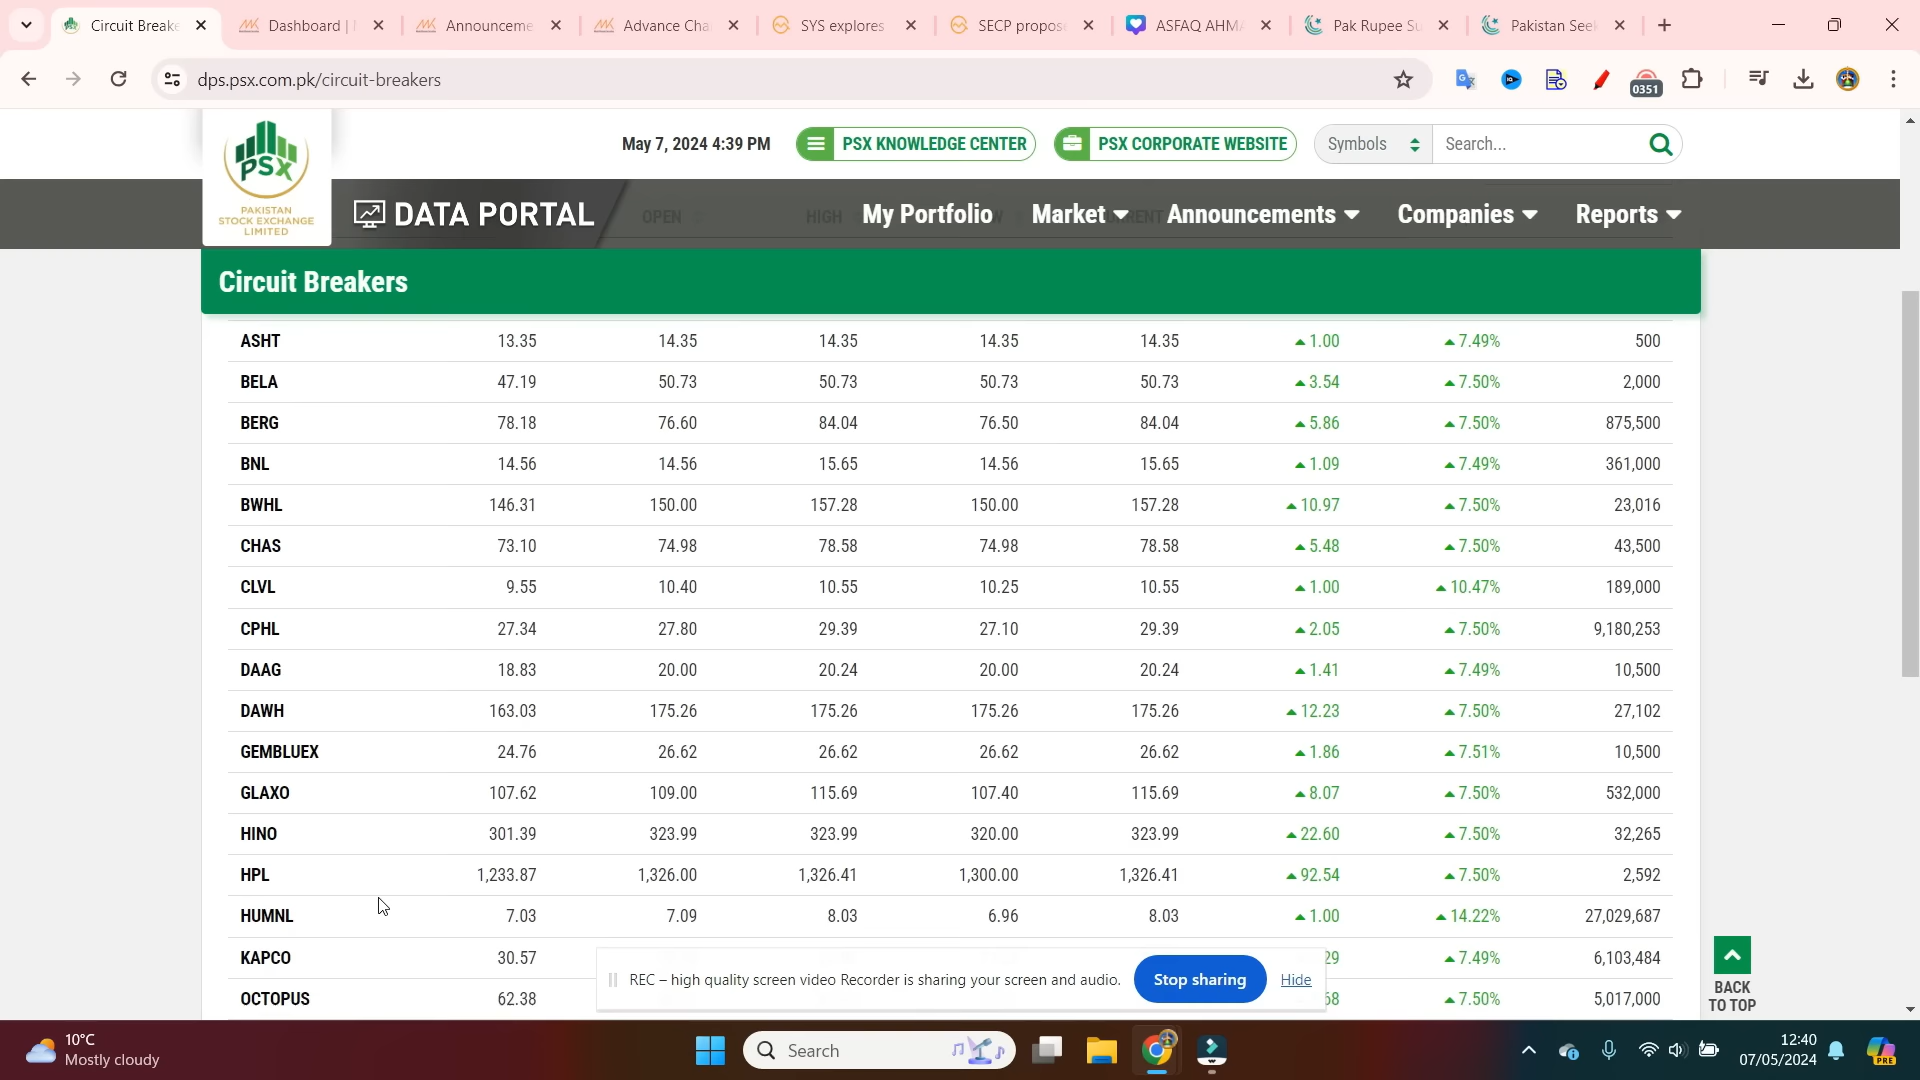 Circuit Breake
Dashboard |
Announceme
Advance Cha
SYS explores
SECP propos
ASFAQ AHMA
Pak Rupee Su
Pakistan Seek
dps.psx.com.pk/circuit-breakers
0351
PSX
PAKISTAN
STOCK EXCHANGE
LIMITED
May 7, 2024 4:39 PM
PSX KNOWLEDGE CENTER
PSX CORPORATE WEBSITE
Symbols
Search...
DATA PORTAL
OPEN
HIGH
My Portfolio
Market
Announcements
Companies
Reports
Circuit Breakers
ASHT 13.35 14.35 14.35 14.35 14.35 ▲1.00 ▲7.49% 500
BELA 47.19 50.73 50.73 50.73 50.73 ▲3.54 ▲7.50% 2,000
BERG 78.18 76.60 84.04 76.50 84.04 ▲5.86 ▲7.50% 875,500
BNL 14.56 14.56 15.65 14.56 15.65 ▲1.09 ▲7.49% 361,000
BWHL 146.31 150.00 157.28 150.00 157.28 ▲10.97 ▲7.50% 23,016
CHAS 73.10 74.98 78.58 74.98 78.58 ▲5.48 ▲7.50% 43,500
CLVL 9.55 10.40 10.55 10.25 10.55 ▲1.00 ▲10.47% 189,000
CPHL 27.34 27.80 29.39 27.10 29.39 ▲2.05 ▲7.50% 9,180,253
DAAG 18.83 20.00 20.24 20.00 20.24 ▲1.41 ▲7.49% 10,500
DAWH 163.03 175.26 175.26 175.26 175.26 ▲12.23 ▲7.50% 27,102
GEMBLUEX 24.76 26.62 26.62 26.62 26.62 ▲1.86 ▲7.51% 10,500
GLAXO 107.62 109.00 115.69 107.40 115.69 ▲8.07 ▲7.50% 532,000
HINO 301.39 323.99 323.99 320.00 323.99 ▲22.60 ▲7.50% 32,265
HPL 1,233.87 1,326.00 1,326.41 1,300.00 1,326.41 ▲92.54 ▲7.50% 2,592
HUMNL 7.03 7.09 8.03 6.96 8.03 ▲1.00 ▲14.22% 27,029,687
KAPCO 30.57 29 ▲7.49% 6,103,484
OCTOPUS 62.38 68 ▲7.50% 5,017,000
REC – high quality screen video Recorder is sharing your screen and audio.
Stop sharing
Hide
BACK
TO TOP
10°C
Mostly cloudy
Search
12:40
07/05/2024
PRE